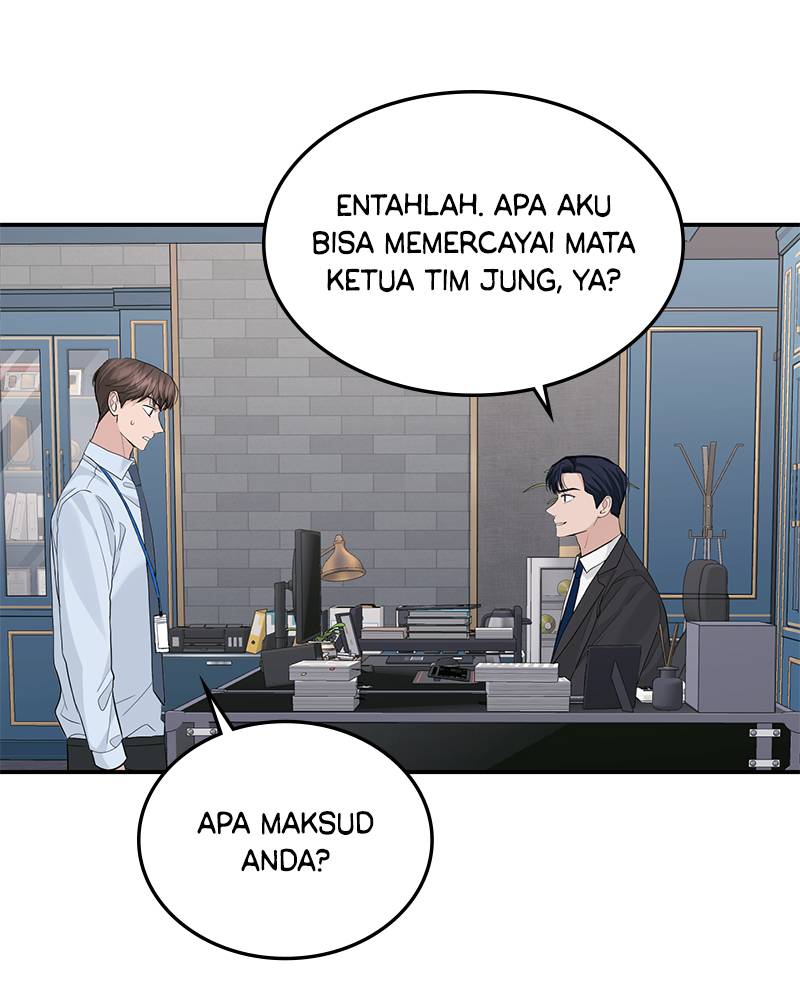 ENTAHLAH. APA AKU
BISA MEMERCAYAI MATA
KETUA TIM JUNG, YA?
APA MAKSUD
ANDA?